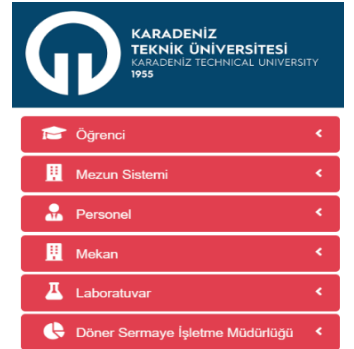 KARADENİZ
TEKNİK ÜNİVERSİTESİ
KARADENİZ TECHNICAL UNIVERSITY
1955
Öğrenci
Mezun Sistemi
Personel
Mekan
Laboratuvar
Döner Sermaye İşletme Müdürlüğü